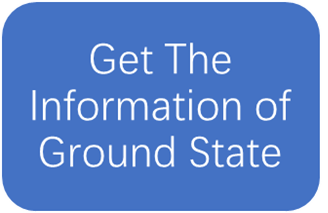 Get The
Information of
Ground State